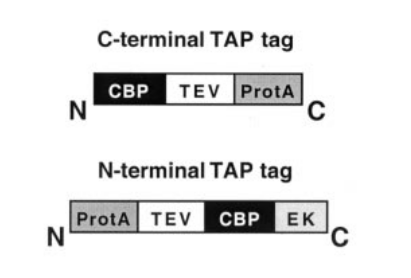 C-terminal TAP tag
CBP TEV ProtA
N C
N-terminal TAP tag
ProtA TEV CBP EK
N C